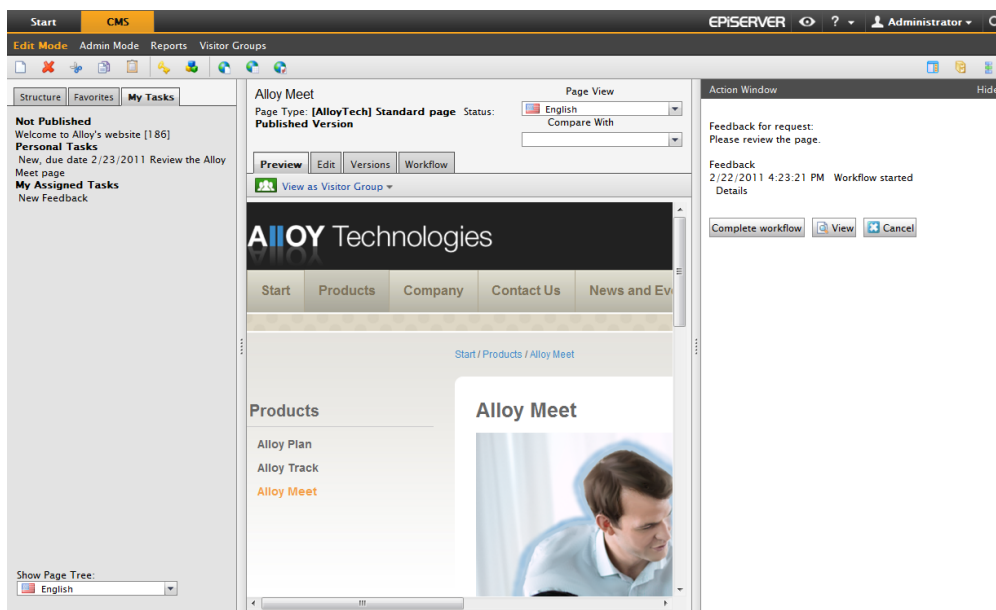 Start CMS EPiSERVER ? Administrator
Edit Mode Admin Mode Reports Visitor Groups
Structure Favorites My Tasks
Not Published
Welcome to Alloy's website [186]
Personal Tasks
New, due date 2/23/2011 Review the Alloy
Meet page
My Assigned Tasks
New Feedback
Show Page Tree:
English
Alloy Meet
Page Type: [AlloyTech] Standard page Status:
Published Version
Page View
English
Compare With
Preview Edit Versions Workflow
View as Visitor Group
AllOY Technologies
Start Products Company Contact Us News and Ev
Start / Products / Alloy Meet
Products
Alloy Plan
Alloy Track
Alloy Meet
Alloy Meet
Action Window Hide
Feedback for request:
Please review the page.
Feedback
2/22/2011 4:23:21 PM Workflow started
Details
Complete workflow View Cancel